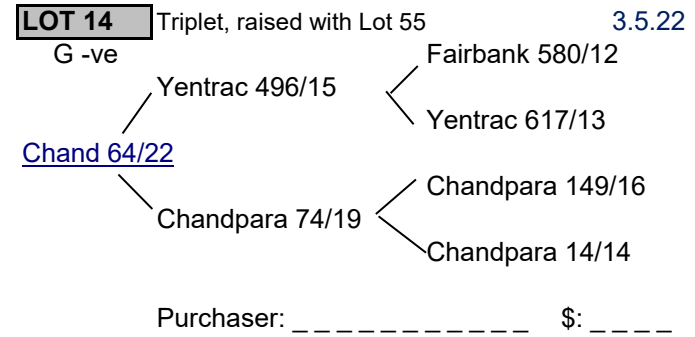 LOT 14 Triplet, raised with Lot 55 3.5.22
G -ve Fairbank 580/12
Yentrac 496/15
Yentrac 617/13
Chand 64/22
Chandpara 149/16
Chandpara 74/19
Chandpara 14/14
Purchaser: _ _ _ _ _ _ _ _ _ _ _ $: _ _ _ _